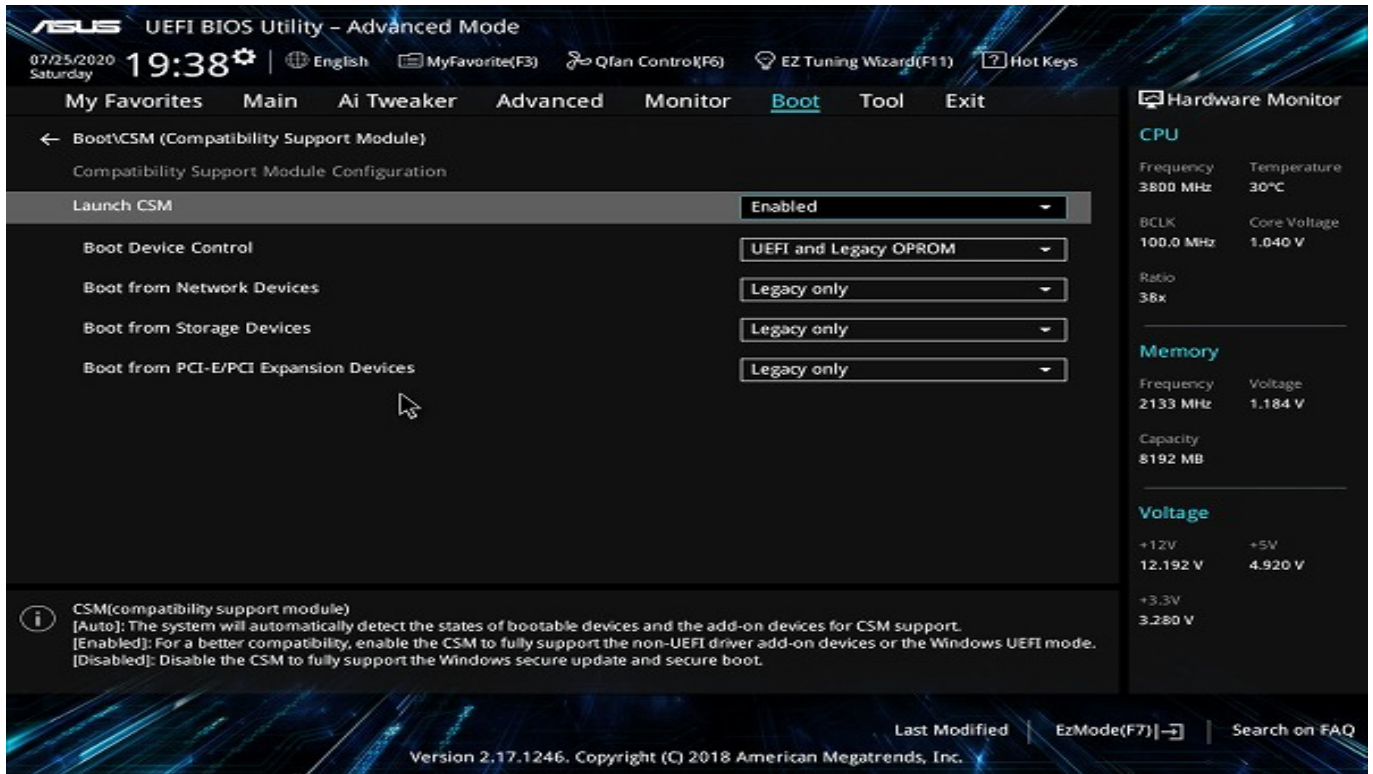 ASUS UEFI BIOS Utility – Advanced Mode
07/25/2020
Saturday
19:38
English
MyFavorite(F3)
Qfan Control(F6)
EZ Tuning Wizard(F11)
? Hot Keys
My Favorites Main Ai Tweaker Advanced Monitor Boot Tool Exit
← Boot\CSM (Compatibility Support Module)
Compatibility Support Module Configuration
Launch CSM Enabled
Boot Device Control UEFI and Legacy OPROM
Boot from Network Devices Legacy only
Boot from Storage Devices Legacy only
Boot from PCI-E/PCI Expansion Devices Legacy only
CSM(compatibility support module)
[Auto]: The system will automatically detect the states of bootable devices and the add-on devices for CSM support.
[Enabled]: For a better compatibility, enable the CSM to fully support the non-UEFI driver add-on devices or the Windows UEFI mode.
[Disabled]: Disable the CSM to fully support the Windows secure update and secure boot.
Hardware Monitor
CPU
Frequency Temperature
3800 MHz 30°C
BCLK Core Voltage
100.0 MHz 1.040 V
Ratio
38x
Memory
Frequency Voltage
2133 MHz 1.184 V
Capacity
8192 MB
Voltage
+12V +5V
12.192 V 4.920 V
+3.3V
3.280 V
Last Modified
EzMode(F7)
Search on FAQ
Version 2.17.1246. Copyright (C) 2018 American Megatrends, Inc.